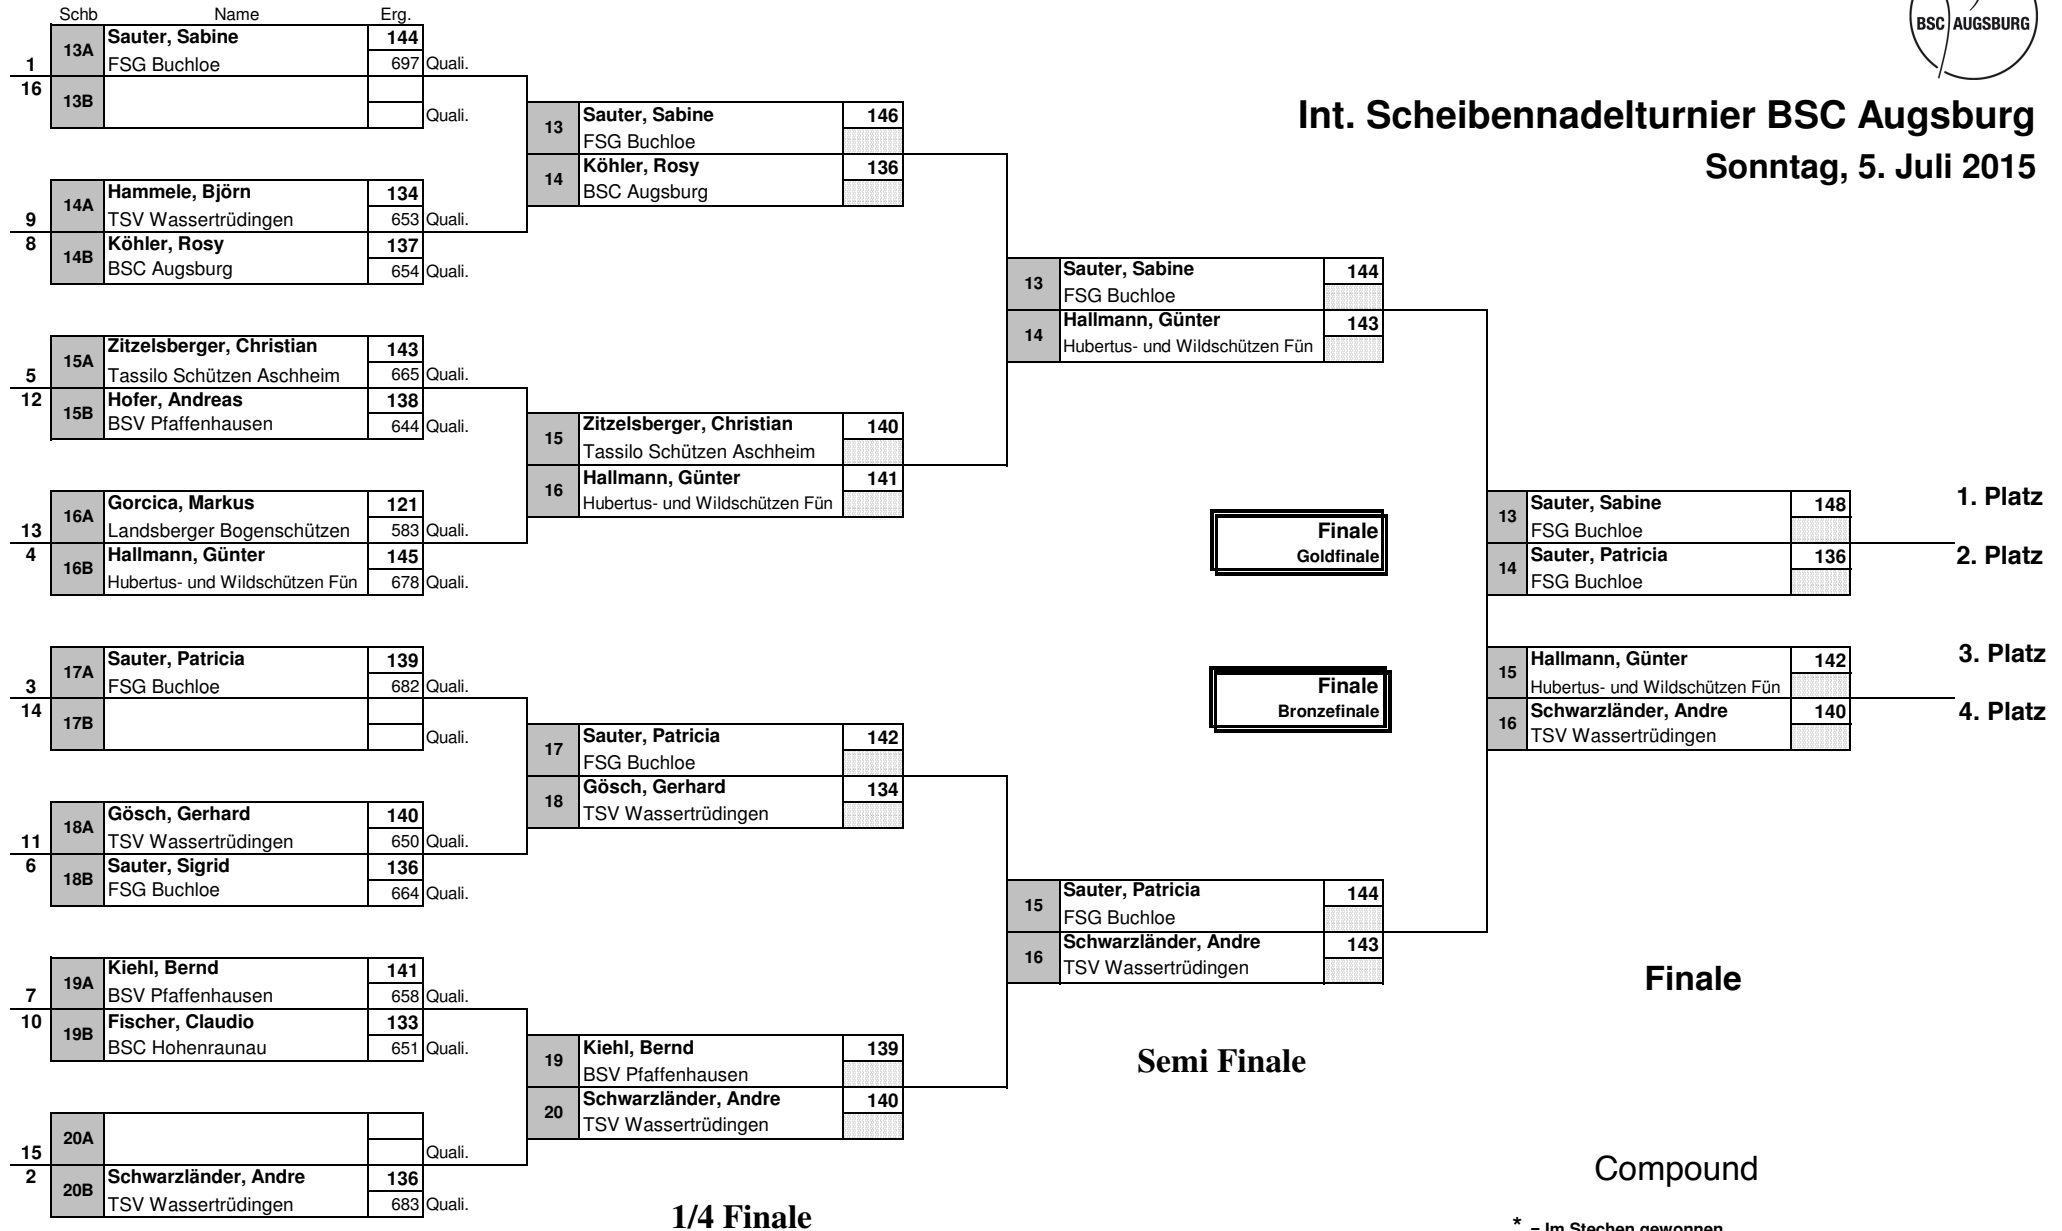 BSC AUGSBURG
Int. Scheibennadelturnier BSC Augsburg
Sonntag, 5. Juli 2015
Schb Name Erg.
13A Sauter, Sabine 144
1 FSG Buchloe 697 Quali.
16 13B
Quali.
14A Hammele, Björn 134
9 TSV Wassertrüdingen 653 Quali.
8 14B Köhler, Rosy 137
BSC Augsburg 654 Quali.
15A Zitzelsberger, Christian 143
5 Tassilo Schützen Aschheim 665 Quali.
12 15B Hofer, Andreas 138
BSV Pfaffenhausen 644 Quali.
16A Gorcica, Markus 121
13 Landsberger Bogenschützen 583 Quali.
4 16B Hallmann, Günter 145
Hubertus- und Wildschützen Fün 678 Quali.
17A Sauter, Patricia 139
3 FSG Buchloe 682 Quali.
14 17B
Quali.
18A Gösch, Gerhard 140
11 TSV Wassertrüdingen 650 Quali.
6 18B Sauter, Sigrid 136
FSG Buchloe 664 Quali.
19A Kiehl, Bernd 141
7 BSV Pfaffenhausen 658 Quali.
10 19B Fischer, Claudio 133
BSC Hohenraunau 651 Quali.
20A
15 Quali.
2 20B Schwarzländer, Andre 136
TSV Wassertrüdingen 683 Quali.
13 Sauter, Sabine 146
FSG Buchloe
14 Köhler, Rosy 136
BSC Augsburg
15 Zitzelsberger, Christian 140
Tassilo Schützen Aschheim
16 Hallmann, Günter 141
Hubertus- und Wildschützen Fün
17 Sauter, Patricia 142
FSG Buchloe
18 Gösch, Gerhard 134
TSV Wassertrüdingen
19 Kiehl, Bernd 139
BSV Pfaffenhausen
20 Schwarzländer, Andre 140
TSV Wassertrüdingen
1/4 Finale
13 Sauter, Sabine 144
FSG Buchloe
14 Hallmann, Günter 143
Hubertus- und Wildschützen Fün
15 Sauter, Patricia 144
FSG Buchloe
16 Schwarzländer, Andre 143
TSV Wassertrüdingen
Semi Finale
Finale
Goldfinale
13 Sauter, Sabine 148 1. Platz
FSG Buchloe
14 Sauter, Patricia 136 2. Platz
FSG Buchloe
Finale
Bronzefinale
15 Hallmann, Günter 142 3. Platz
Hubertus- und Wildschützen Fün
16 Schwarzländer, Andre 140 4. Platz
TSV Wassertrüdingen
Finale
Compound
* = Im Stechen gewonnen